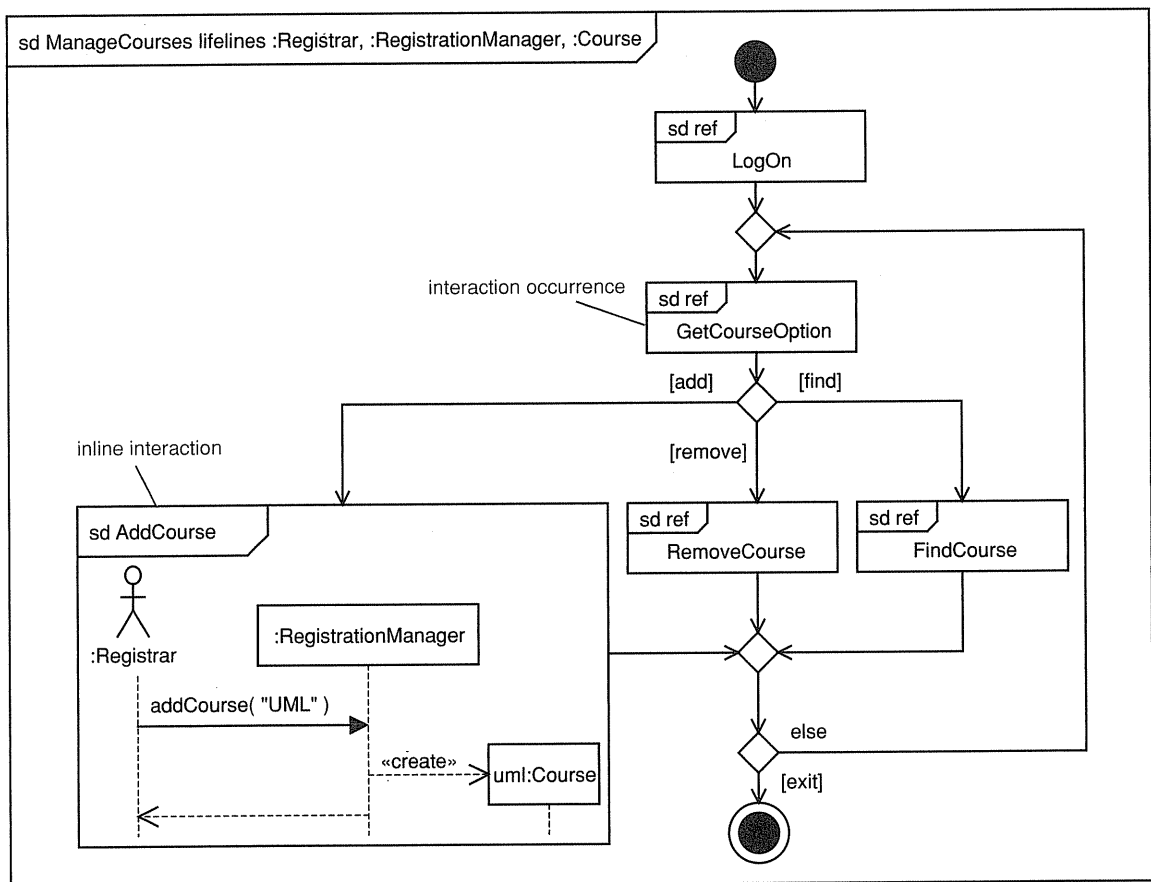 sd ManageCourses lifelines :Registrar, :RegistrationManager, :Course
sd ref
LogOn
interaction occurrence
sd ref
GetCourseOption
[add]
[find]
[remove]
inline interaction
sd AddCourse
sd ref
RemoveCourse
sd ref
FindCourse
:Registrar
:RegistrationManager
addCourse( "UML" )
«create»
uml:Course
else
[exit]